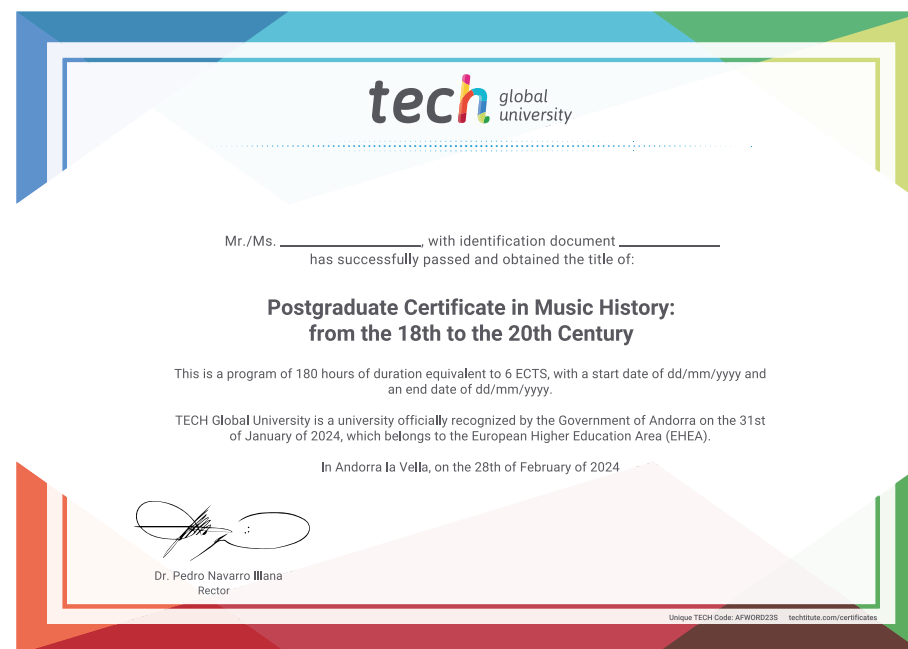 tech global
university
Mr./Ms. ____________, with identification document ____________
has successfully passed and obtained the title of:
Postgraduate Certificate in Music History:
from the 18th to the 20th Century
This is a program of 180 hours of duration equivalent to 6 ECTS, with a start date of dd/mm/yyyy and
an end date of dd/mm/yyyy.
TECH Global University is a university officially recognized by the Government of Andorra on the 31st
of January of 2024, which belongs to the European Higher Education Area (EHEA).
In Andorra la Vella, on the 28th of February of 2024
Dr. Pedro Navarro Illana
Rector
Unique TECH Code: AFWORD23S techtitute.com/certificates